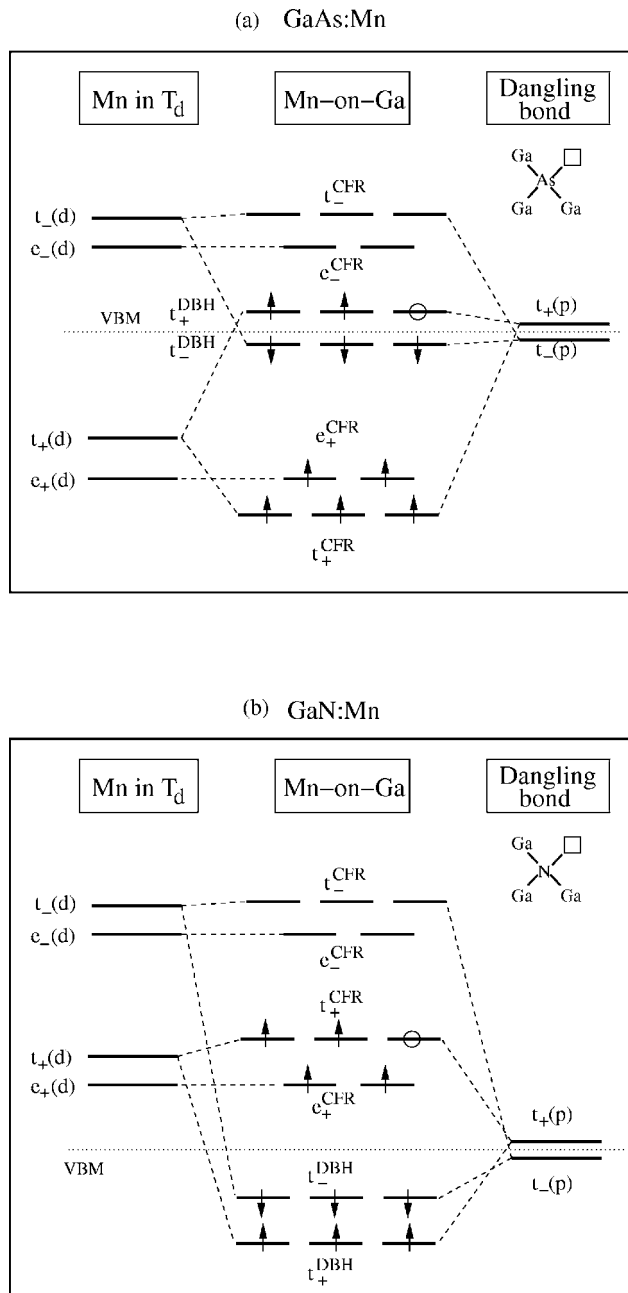 (a) GaAs:Mn
Mn in T_d
Mn-on-Ga
Dangling
bond
Ga
As
Ga Ga
t_-^CFR
t_-(d)
e_-(d)
e_-^CFR
t_+^DBH
VBM
t_+(p)
t_-^DBH
t_-(p)
e_+^CFR
t_+(d)
e_+(d)
t_+^CFR
(b) GaN:Mn
Mn in T_d
Mn-on-Ga
Dangling
bond
Ga
N
Ga Ga
t_-^CFR
t_-(d)
e_-(d)
e_-^CFR
t_+^CFR
t_+(d)
e_+(d)
e_+^CFR
t_+(p)
VBM
t_-^DBH
t_-(p)
t_+^DBH